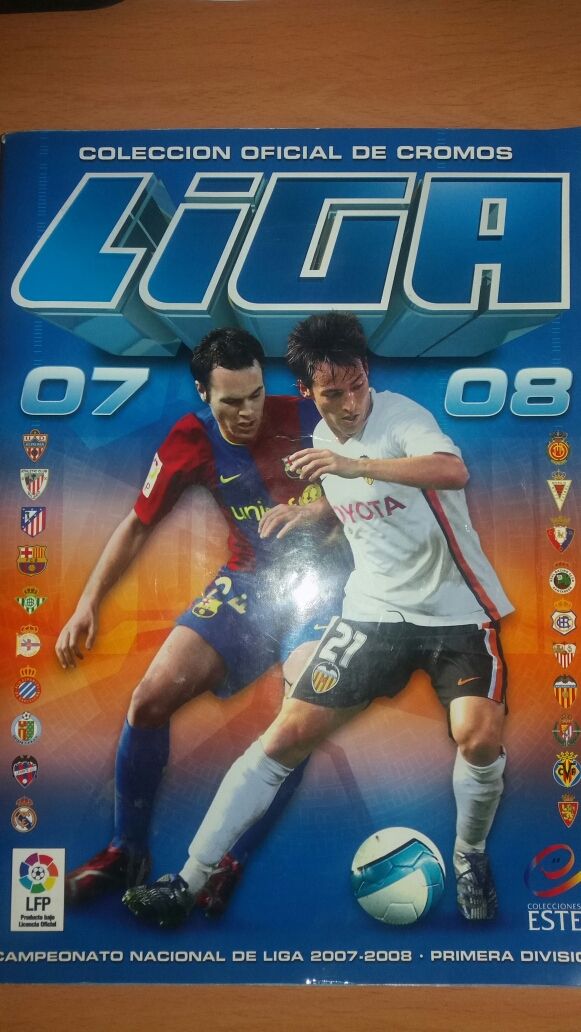 COLECCION OFICIAL DE CROMOS
LiGA
07 08
unicef
TOYOTA
21
LFP
Producto bajo
Licencia Oficial
COLECCIONES
ESTE
CAMPEONATO NACIONAL DE LIGA 2007-2008 · PRIMERA DIVISIO